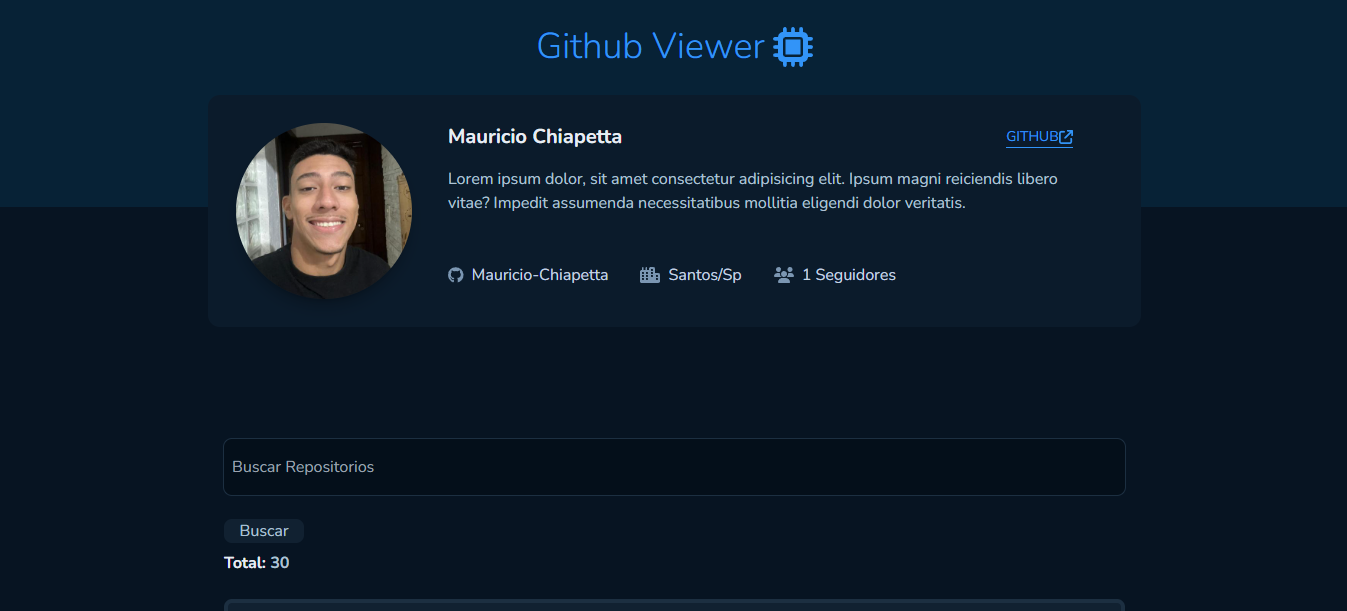 Github Viewer
Mauricio Chiapetta
GITHUB
Lorem ipsum dolor, sit amet consectetur adipisicing elit. Ipsum magni reiciendis libero
vitae? Impedit assumenda necessitatibus mollitia eligendi dolor veritatis.
Mauricio-Chiapetta
Santos/Sp
1 Seguidores
Buscar Repositorios
Buscar
Total: 30